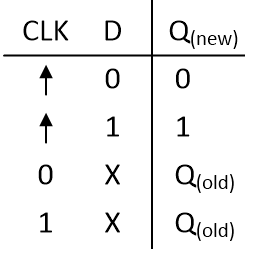 CLK D Q(new)
↑ 0 0
↑ 1 1
0 X Q(old)
1 X Q(old)